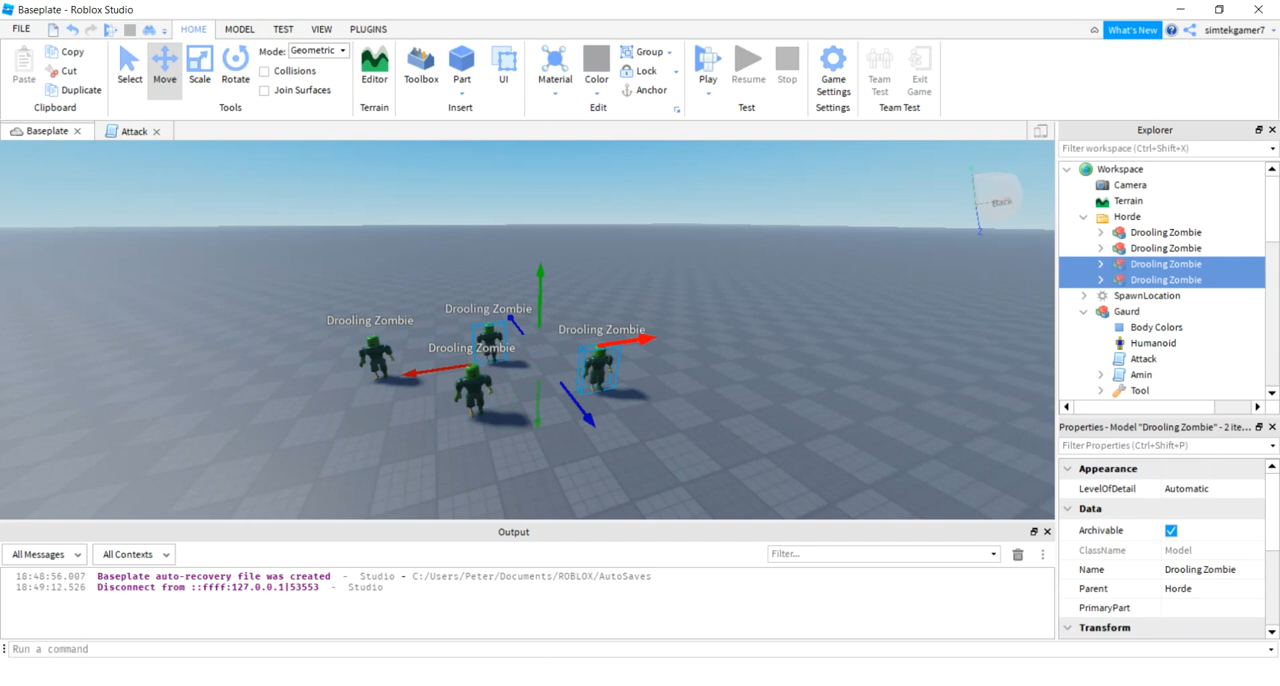 Baseplate - Roblox Studio
FILE HOME MODEL TEST VIEW PLUGINS What's New simtekgamer7
Paste Copy Cut Duplicate Select Move Scale Rotate Mode: Geometric Collisions Join Surfaces Editor Toolbox Part UI Material Color Group Lock Anchor Play Resume Stop Game Settings Team Test Exit Game
Clipboard Tools Terrain Insert Edit Test Settings Team Test
Baseplate Attack
Back
Drooling Zombie
Drooling Zombie
Drooling Zombie
Drooling Zombie
Explorer
Filter workspace (Ctrl+Shift+X)
Workspace
Camera
Terrain
Horde
Drooling Zombie
Drooling Zombie
Drooling Zombie
Drooling Zombie
SpawnLocation
Gaurd
Body Colors
Humanoid
Attack
Amin
Tool
Properties - Model "Drooling Zombie" - 2 ite...
Filter Properties (Ctrl+Shift+P)
Appearance
LevelOfDetail Automatic
Data
Archivable
ClassName Model
Name Drooling Zombie
Parent Horde
PrimaryPart
Transform
Output
All Messages All Contexts Filter...
18:48:56.007 Baseplate auto-recovery file was created - Studio - C:/Users/Peter/Documents/ROBLOX/AutoSaves
18:49:12.526 Disconnect from ::ffff:127.0.0.1|53553 - Studio
Run a command